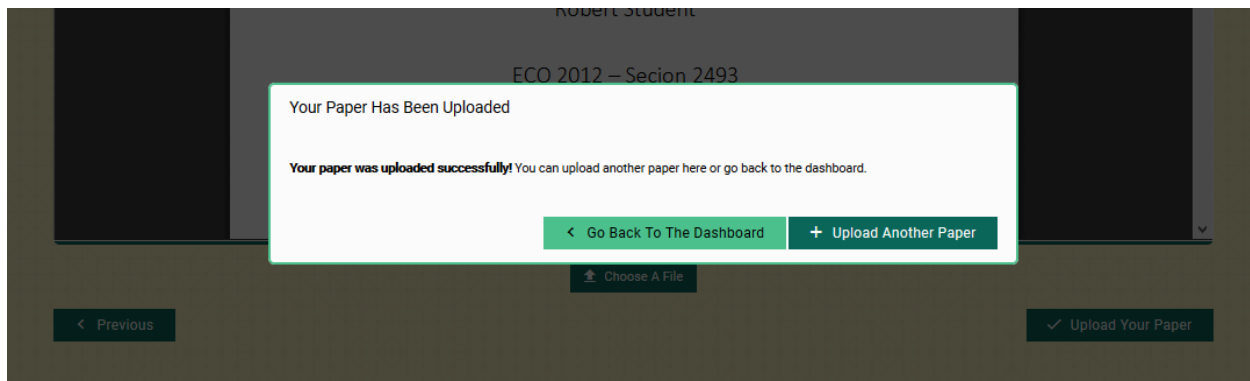 Robert Student
ECO 2012 – Secion 2493
Your Paper Has Been Uploaded
Your paper was uploaded successfully! You can upload another paper here or go back to the dashboard.
Go Back To The Dashboard
Upload Another Paper
Choose A File
Previous
Upload Your Paper